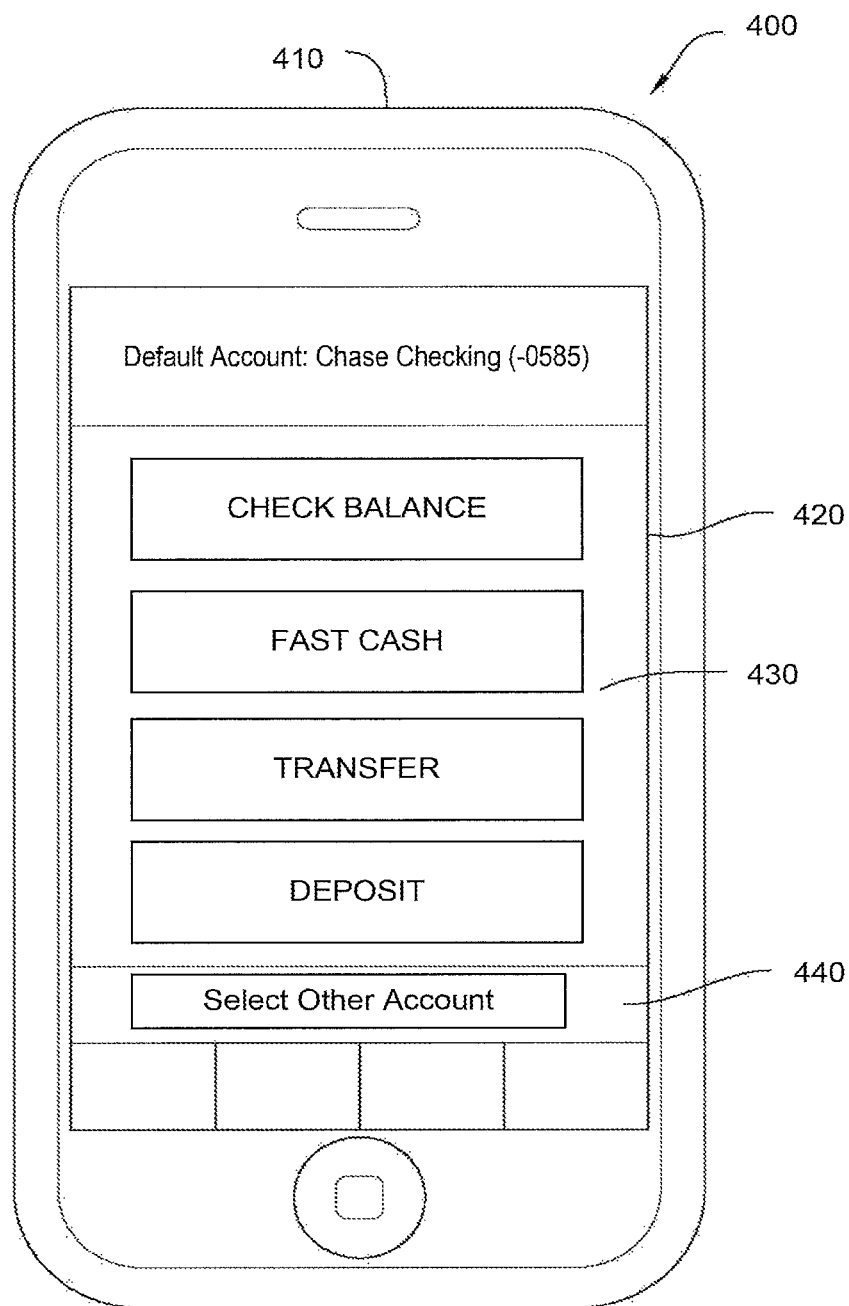 400
410
Default Account: Chase Checking (-0585)
CHECK BALANCE
420
FAST CASH
430
TRANSFER
DEPOSIT
440
Select Other Account